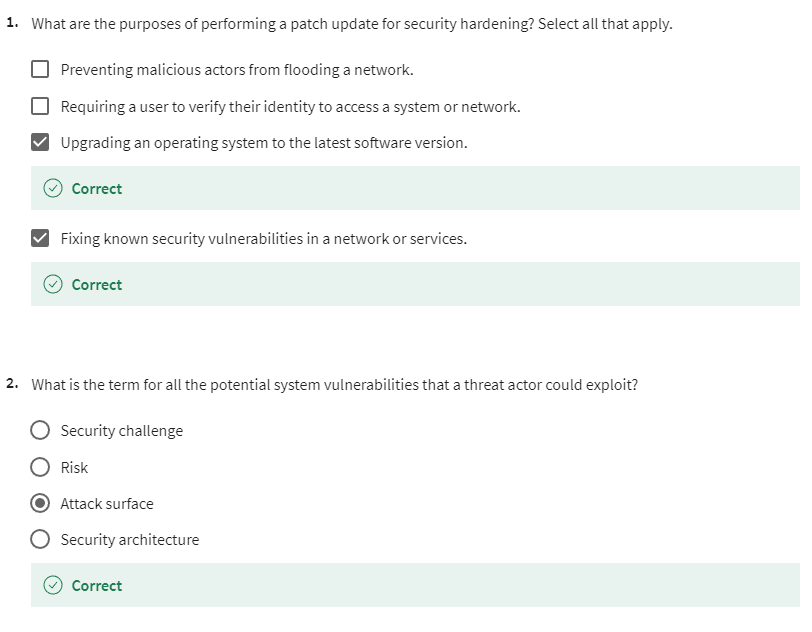 1. What are the purposes of performing a patch update for security hardening? Select all that apply.
Preventing malicious actors from flooding a network.
Requiring a user to verify their identity to access a system or network.
Upgrading an operating system to the latest software version.
Correct
Fixing known security vulnerabilities in a network or services.
Correct
2. What is the term for all the potential system vulnerabilities that a threat actor could exploit?
Security challenge
Risk
Attack surface
Security architecture
Correct